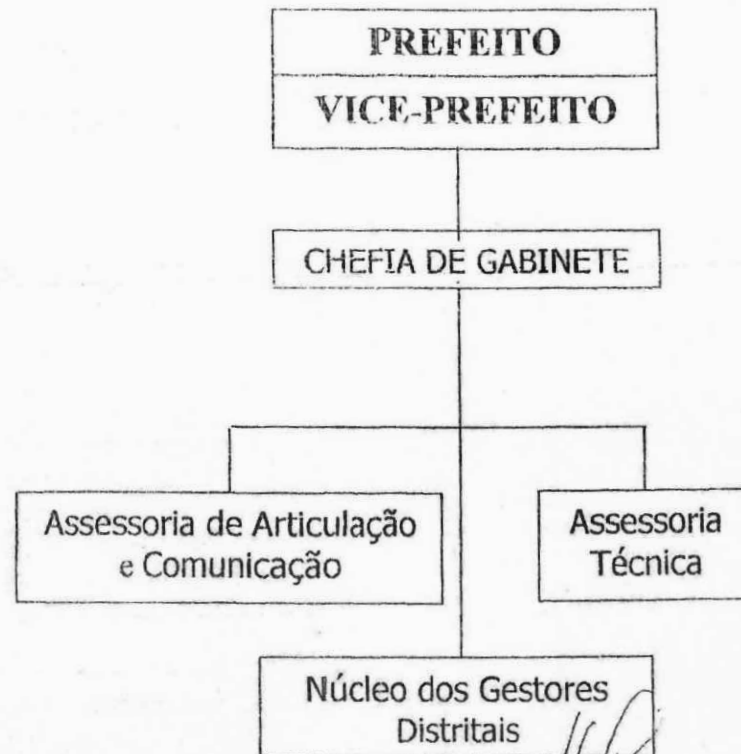 PREFEITO
VICE-PREFEITO
CHEFIA DE GABINETE
Assessoria de Articulação
e Comunicação
Assessoria
Técnica
Núcleo dos Gestores
Distritais